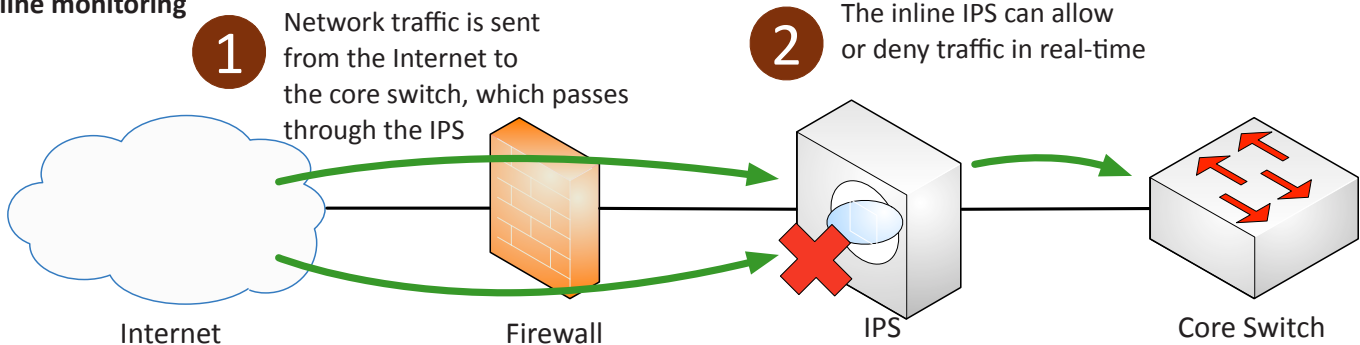 line monitoring
1
Network traffic is sent
from the Internet to
the core switch, which passes
through the IPS
2
The inline IPS can allow
or deny traffic in real-time
Internet
Firewall
IPS
Core Switch